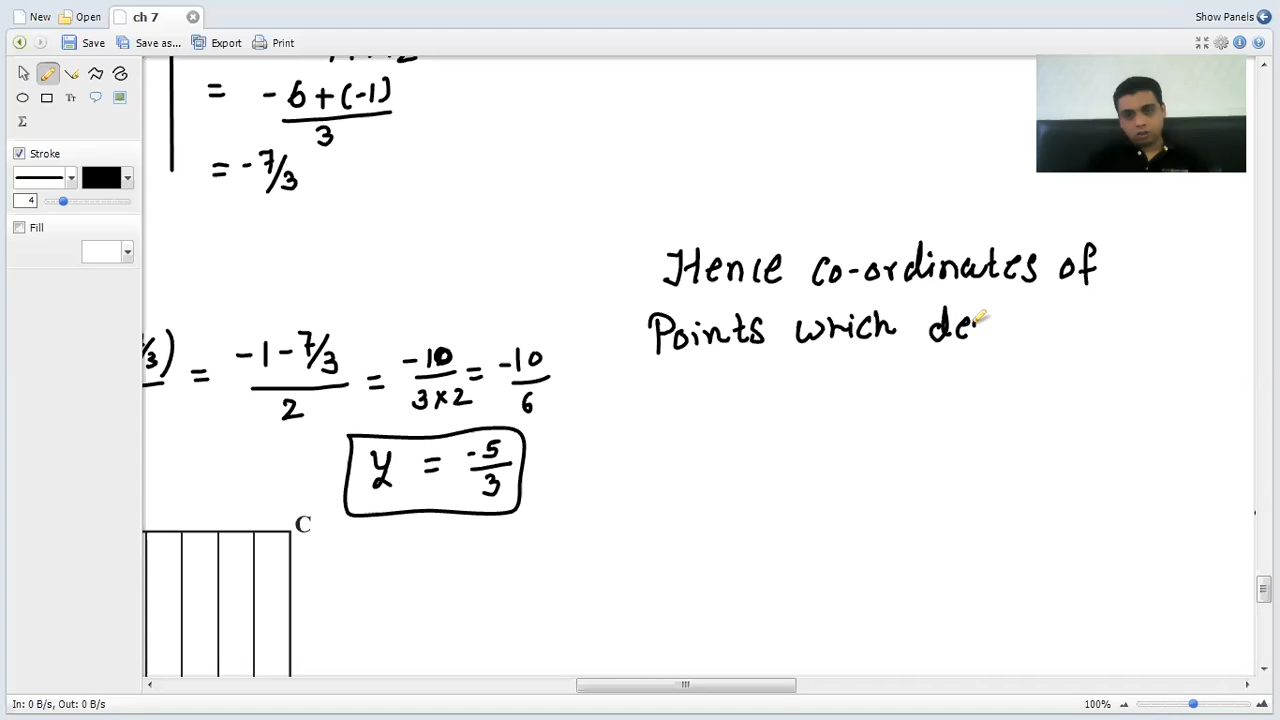 New Open ch 7 Show Panels
Save Save as... Export Print
= - 6 + (-1)
3
= -7/3
Tr
Σ
Stroke
4
Fill
Hence co-ordinates of
Points which de
/3) = -1 - 7/3 = -10 = -10
2 3 x 2 6
y = -5
3
C
In: 0 B/s, Out: 0 B/s 100%